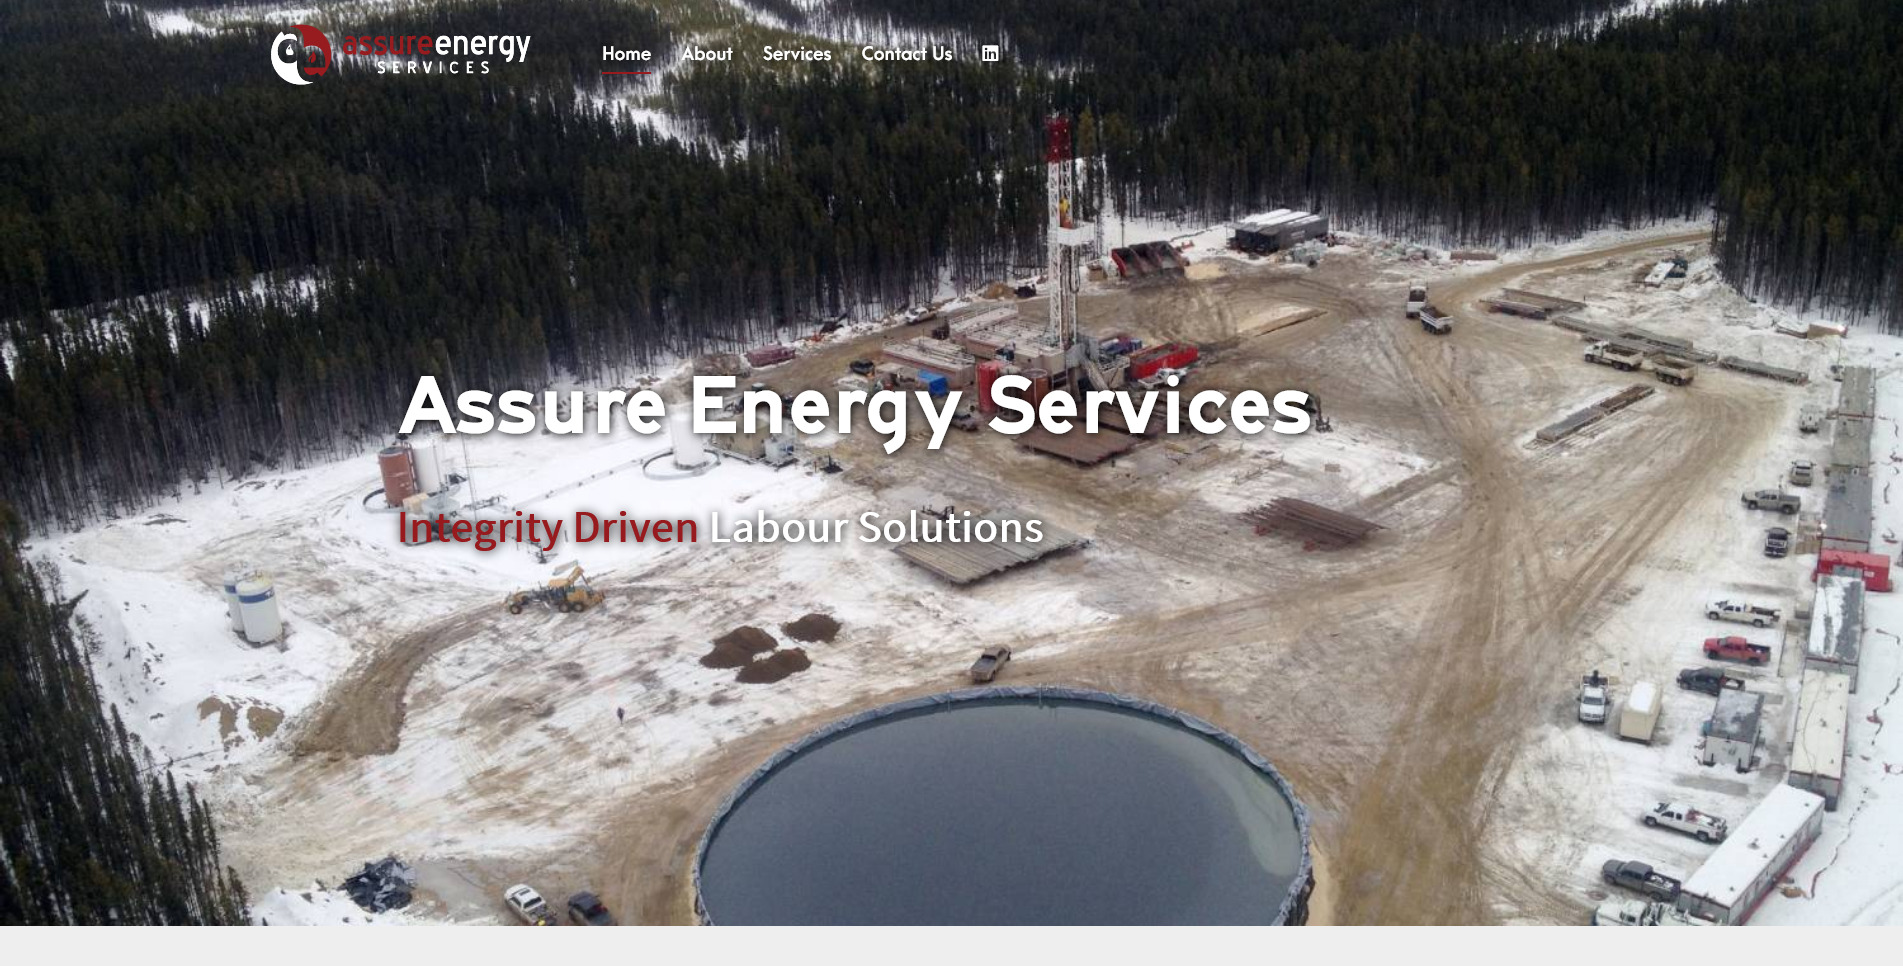 assureenergy
SERVICES
Home
About
Services
Contact Us
Assure Energy Services
Integrity Driven Labour Solutions